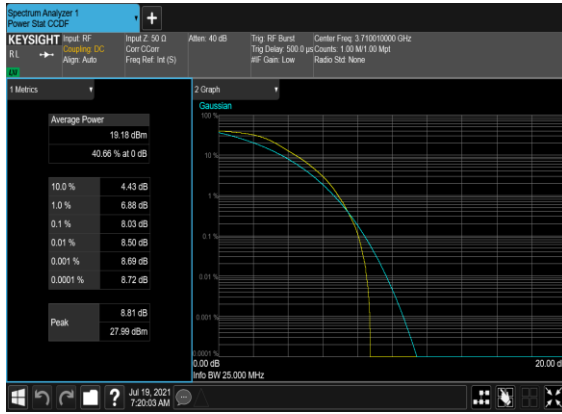 Spectrum Analyzer 1
Power Stat CCDF
KEYSIGHT
RL
LXI
Input: RF
Coupling: DC
Align: Auto
Input Z: 50 Ω
Corr CCorr
Freq Ref: Int (S)
Atten: 40 dB
Trig: RF Burst
Trig Delay: 500.0 µs
#IF Gain: Low
Center Freq: 3.710010000 GHz
Counts: 1.00 M/1.00 Mpt
Radio Std: None
1 Metrics
Average Power
19.18 dBm
40.66 % at 0 dB
10.0 % 4.43 dB
1.0 % 6.88 dB
0.1 % 8.03 dB
0.01 % 8.50 dB
0.001 % 8.69 dB
0.0001 % 8.72 dB
Peak
8.81 dB
27.99 dBm
2 Graph
Gaussian
100 %
10 %
1 %
0.1 %
0.01 %
0.001 %
0.0001 %
0.00 dB
20.00 dB
Info BW 25.000 MHz
Jul 19, 2021
7:20:03 AM